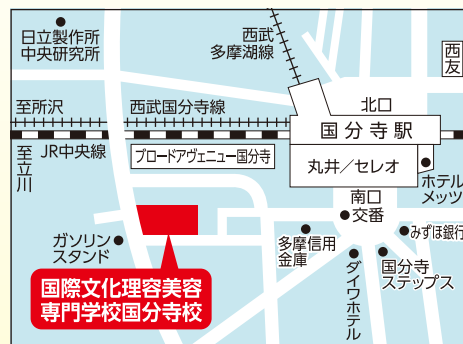 日立製作所
中央研究所
西武
多摩湖線
西友
至所沢
西武国分寺線
北口
国分寺駅
至立川
JR中央線
ブロードアヴェニュー国分寺
丸井／セレオ
ホテル
メッツ
南口
交番
みずほ銀行
ガソリン
スタンド
多摩信用
金庫
ダイワホテル
国分寺
ステップス
国際文化理容美容
専門学校国分寺校